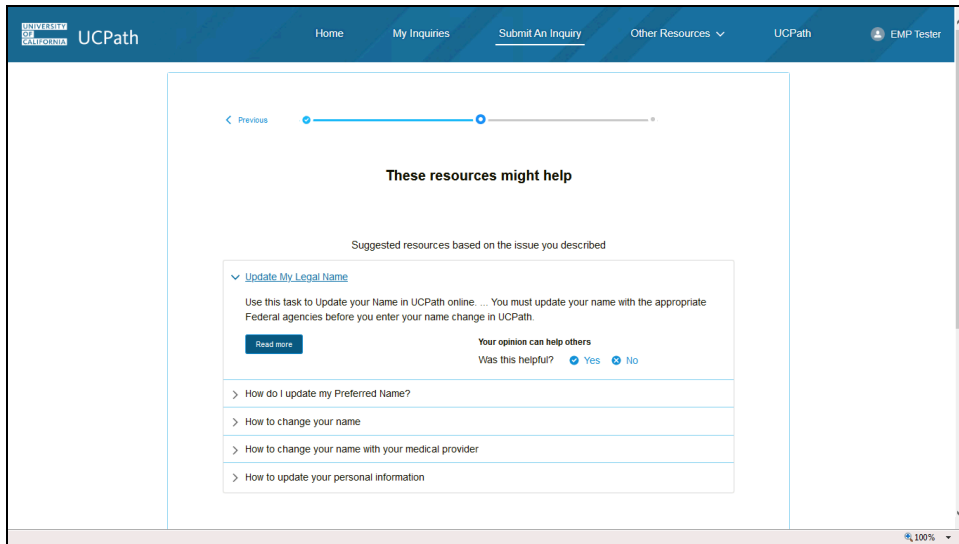 UNIVERSITY
OF
CALIFORNIA
UCPath
Home
My Inquiries
Submit An Inquiry
Other Resources
UCPath
EMP Tester
Previous
These resources might help
Suggested resources based on the issue you described
Update My Legal Name
Use this task to Update your Name in UCPath online. ... You must update your name with the appropriate
Federal agencies before you enter your name change in UCPath.
Read more
Your opinion can help others
Was this helpful?
Yes
No
How do I update my Preferred Name?
How to change your name
How to change your name with your medical provider
How to update your personal information
100%